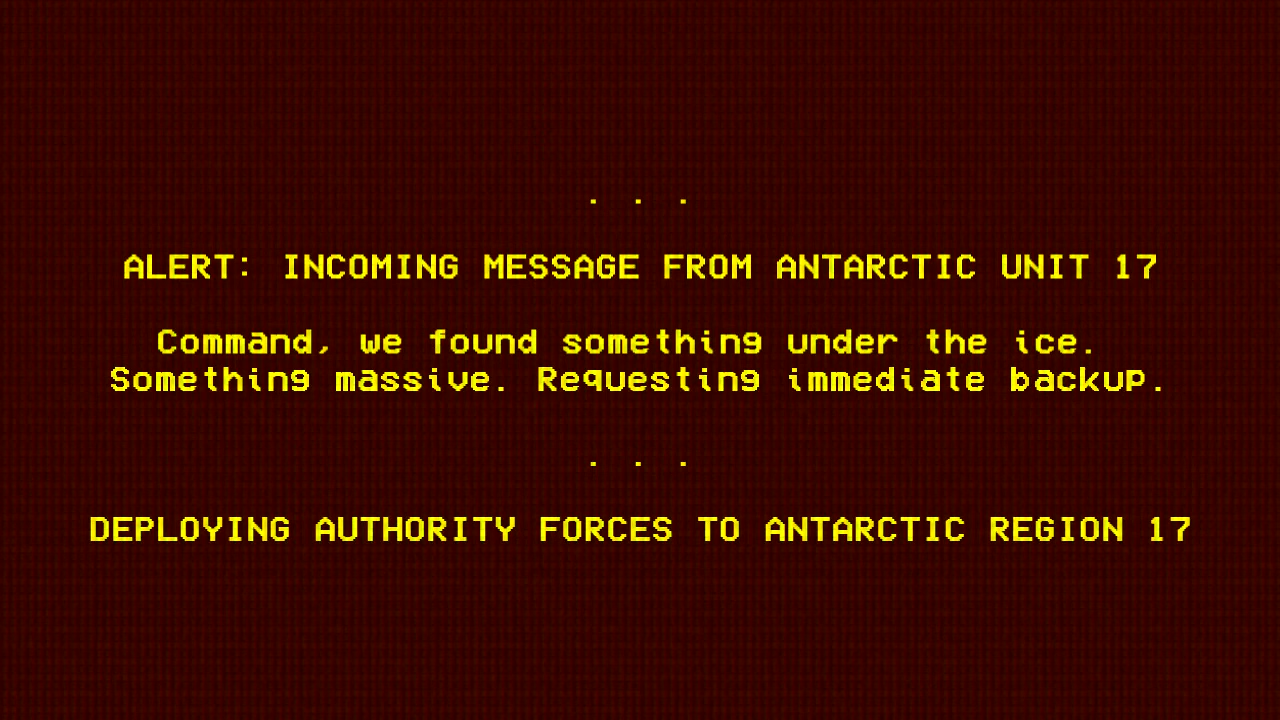 . . .
ALERT: INCOMING MESSAGE FROM ANTARCTIC UNIT 17
Command, we found something under the ice.
Something massive. Requesting immediate backup.
. . .
DEPLOYING AUTHORITY FORCES TO ANTARCTIC REGION 17